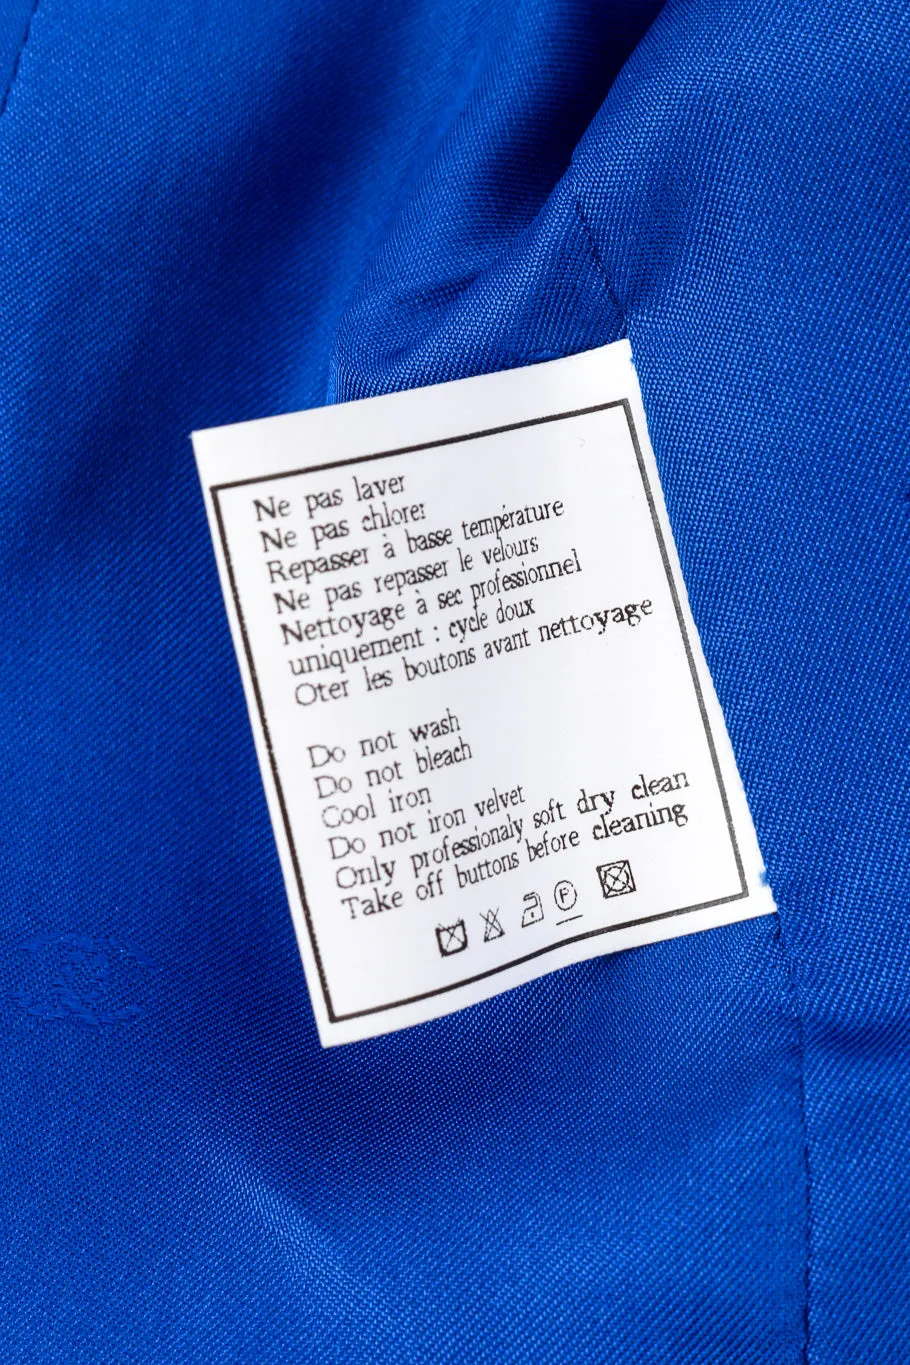 Ne pas laver
Ne pas chlorer
Repasser à basse température
Ne pas repasser le velours
Nettoyage à sec professionnel
uniquement : cycle doux
Oter les boutons avant nettoyage
Do not wash
Do not bleach
Cool iron
Do not iron velvet
Only professionaly soft dry clean
Take off buttons before cleaning
P